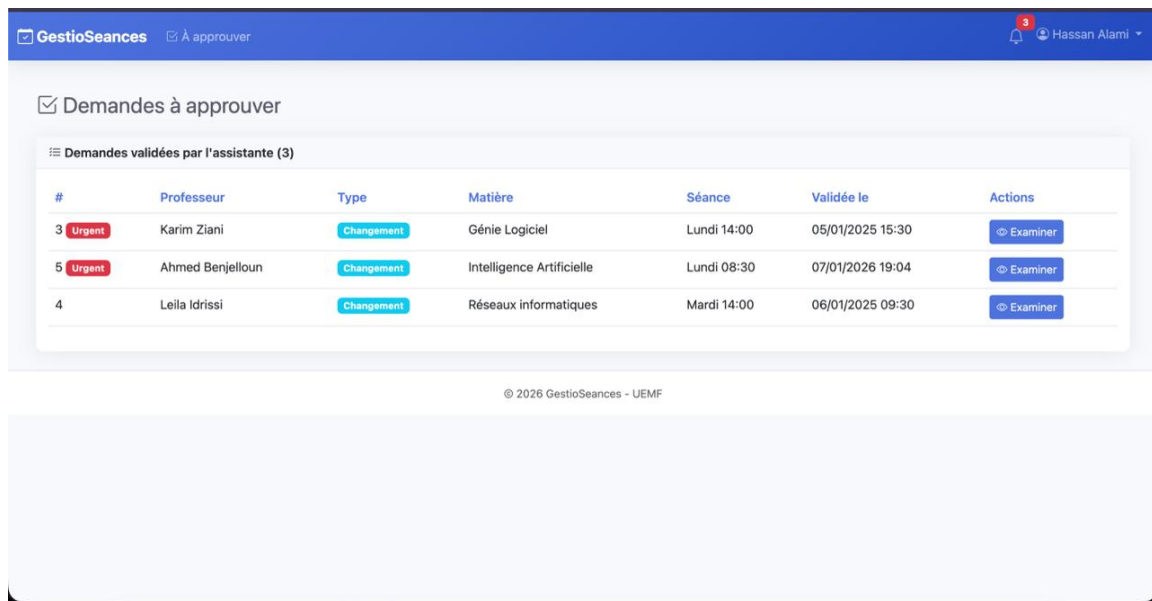 GestioSeances À approuver 3 Hassan Alami
Demandes à approuver
Demandes validées par l'assistante (3)
# Professeur Type Matière Séance Validée le Actions
3 Urgent Karim Ziani Changement Génie Logiciel Lundi 14:00 05/01/2025 15:30 Examiner
5 Urgent Ahmed Benjelloun Changement Intelligence Artificielle Lundi 08:30 07/01/2026 19:04 Examiner
4 Leila Idrissi Changement Réseaux informatiques Mardi 14:00 06/01/2025 09:30 Examiner
© 2026 GestioSeances - UEMF